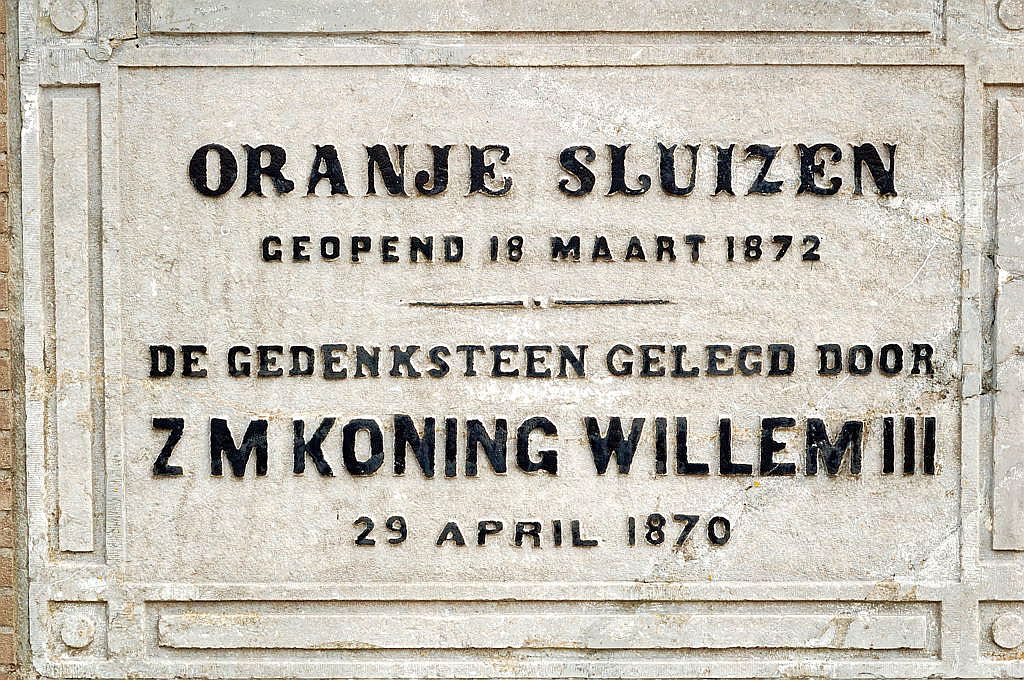 ORANJE SLUIZEN
GEOPEND 18 MAART 1872
DE GEDENKSTEEN GELEGD DOOR
Z M KONING WILLEM III
29 APRIL 1870